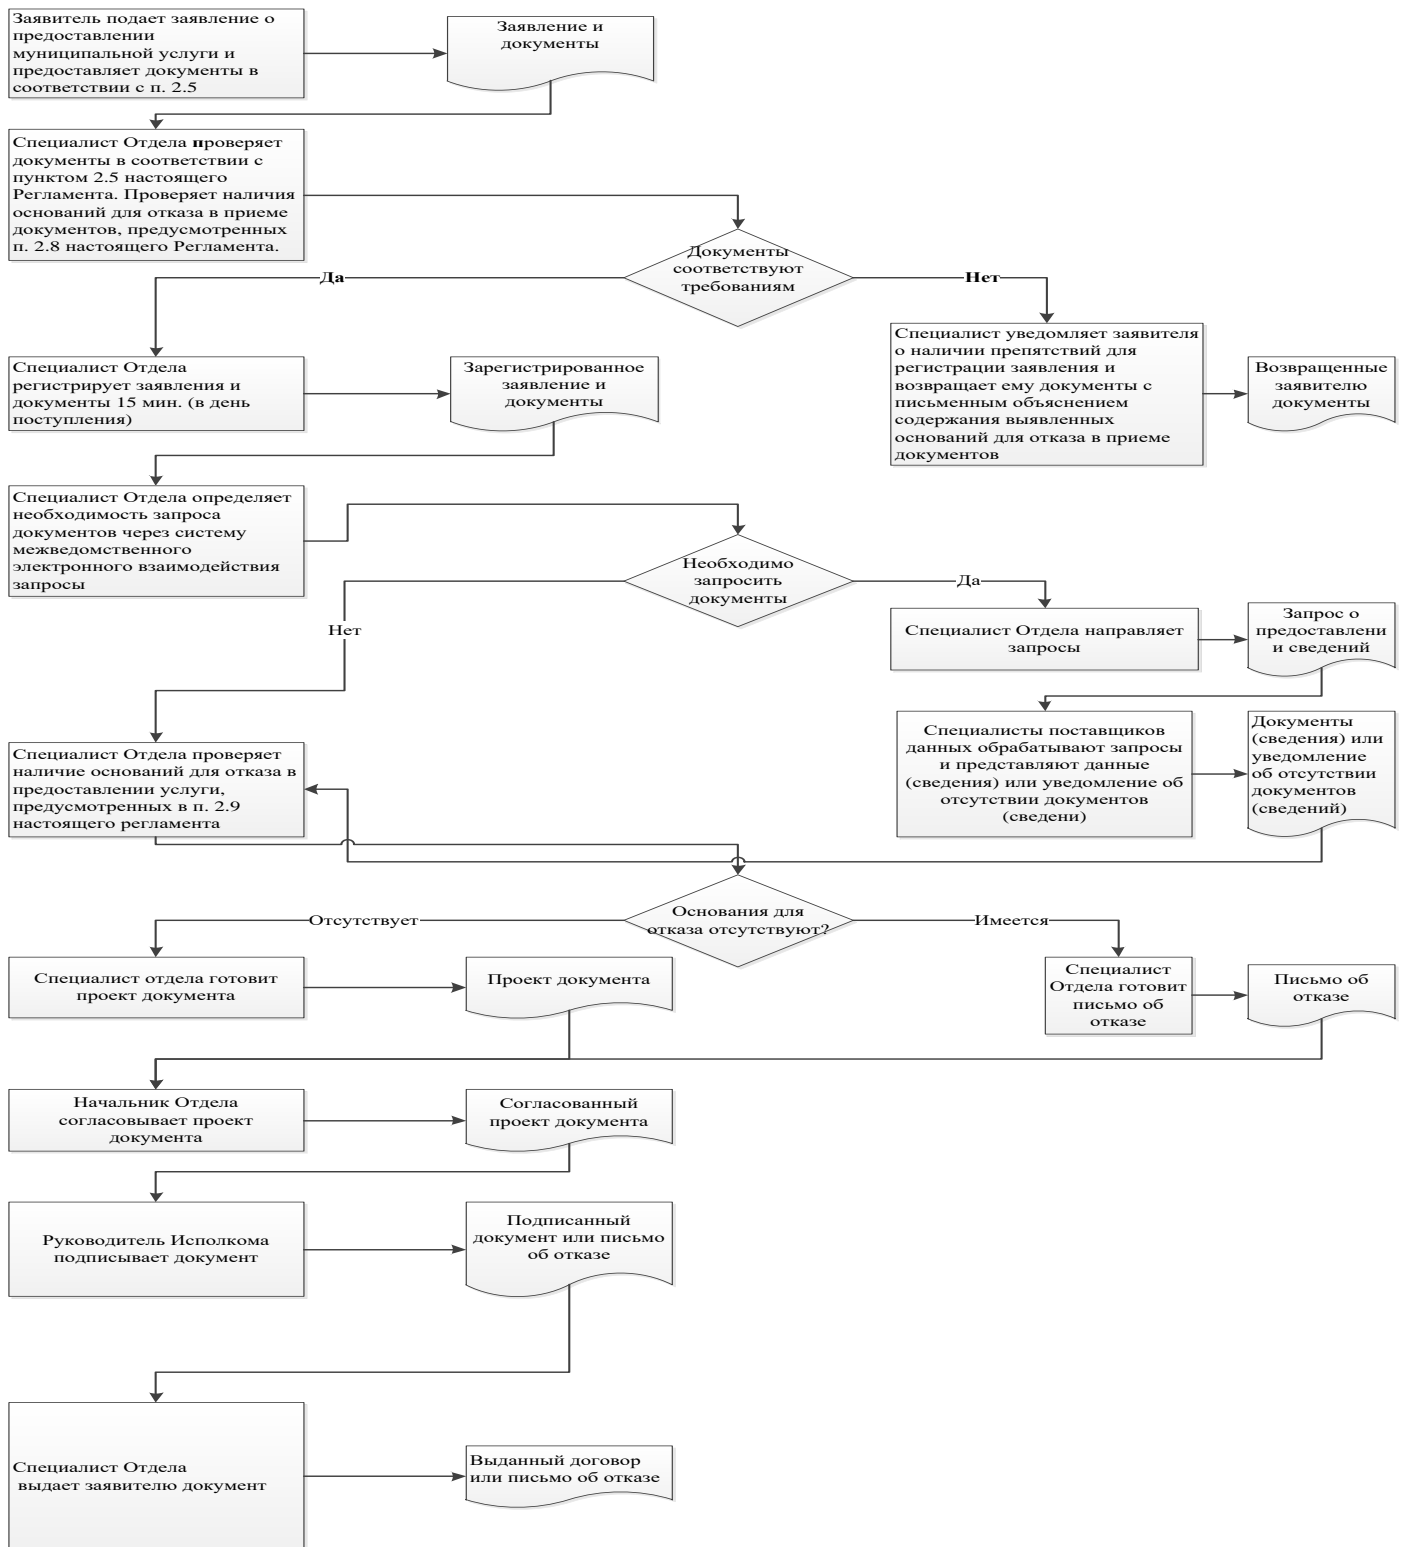 Заявитель подает заявление о
предоставлении
муниципальной услуги и
предоставляет документы в
соответствии с п. 2.5
Заявление и
документы
Специалист Отдела проверяет
документы в соответствии с
пунктом 2.5 настоящего
Регламента. Проверяет наличия
оснований для отказа в приеме
документов, предусмотренных
п. 2.8 настоящего Регламента.
Документы
соответствуют
требованиям
Да
Нет
Специалист Отдела
регистрирует заявления и
документы 15 мин. (в день
поступления)
Зарегистрированное
заявление и
документы
Специалист уведомляет заявителя
о наличии препятствий для
регистрации заявления и
возвращает ему документы с
письменным объяснением
содержания выявленных
оснований для отказа в приеме
документов
Возвращенные
заявителю
документы
Специалист Отдела определяет
необходимость запроса
документов через систему
межведомственного
электронного взаимодействия
запросы
Необходимо
запросить
документы
Да
Нет
Специалист Отдела направляет
запросы
Запрос о
предоставлени
и сведений
Специалисты поставщиков
данных обрабатывают запросы
и представляют данные
(сведения) или уведомление об
отсутствии документов
(сведени)
Документы
(сведения) или
уведомление
об отсутствии
документов
(сведений)
Специалист Отдела проверяет
наличие оснований для отказа в
предоставлении услуги,
предусмотренных в п. 2.9
настоящего регламента
Основания для
отказа отсутствуют?
Отсутствует
Имеется
Специалист отдела готовит
проект документа
Проект документа
Специалист
Отдела готовит
письмо об
отказе
Письмо об
отказе
Начальник Отдела
согласовывает проект
документа
Согласованный
проект документа
Руководитель Исполкома
подписывает документ
Подписанный
документ или письмо
об отказе
Специалист Отдела
выдает заявителю документ
Выданный договор
или письмо об отказе